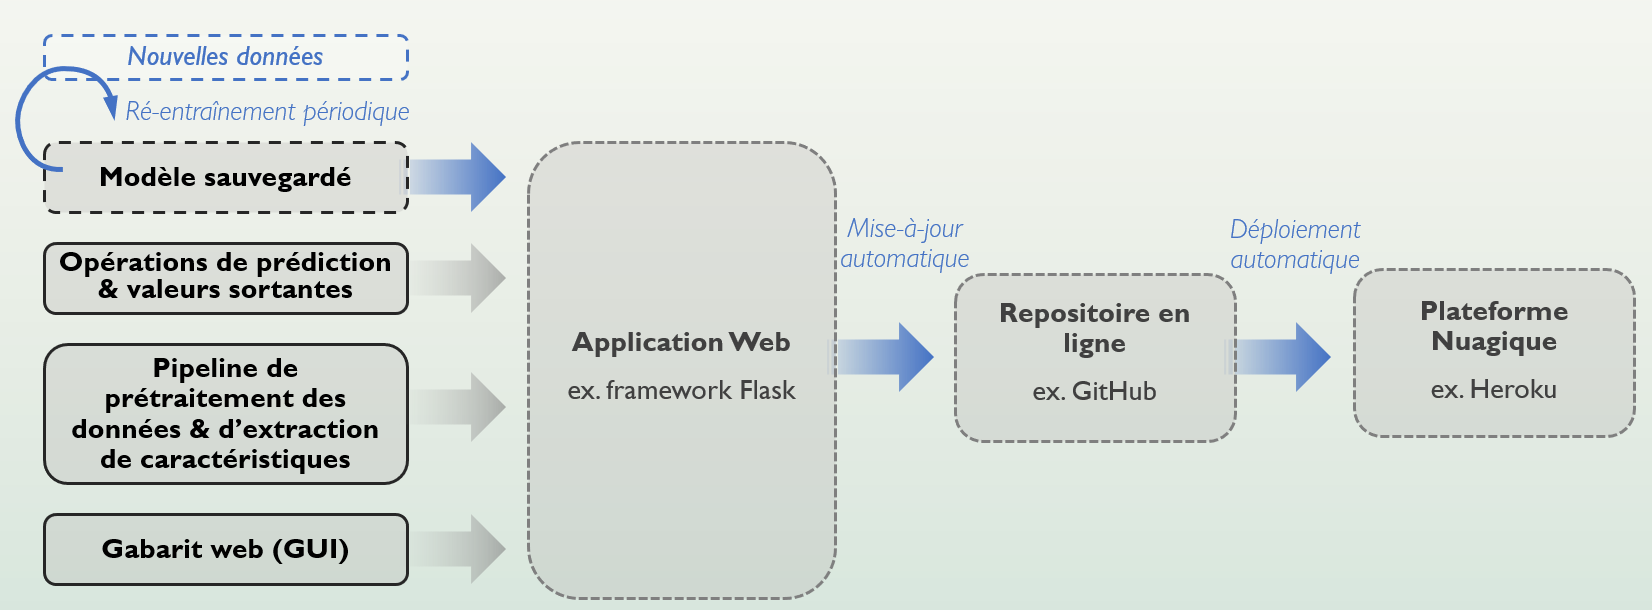 Nouvelles données
Ré-entraînement périodique
Modèle sauvegardé
Opérations de prédiction
& valeurs sortantes
Pipeline de
prétraitement des
données & d'extraction
de caractéristiques
Gabarit web (GUI)
Application Web
ex. framework Flask
Mise-à-jour
automatique
Repositoire en
ligne
ex. GitHub
Déploiement
automatique
Plateforme
Nuagique
ex. Heroku